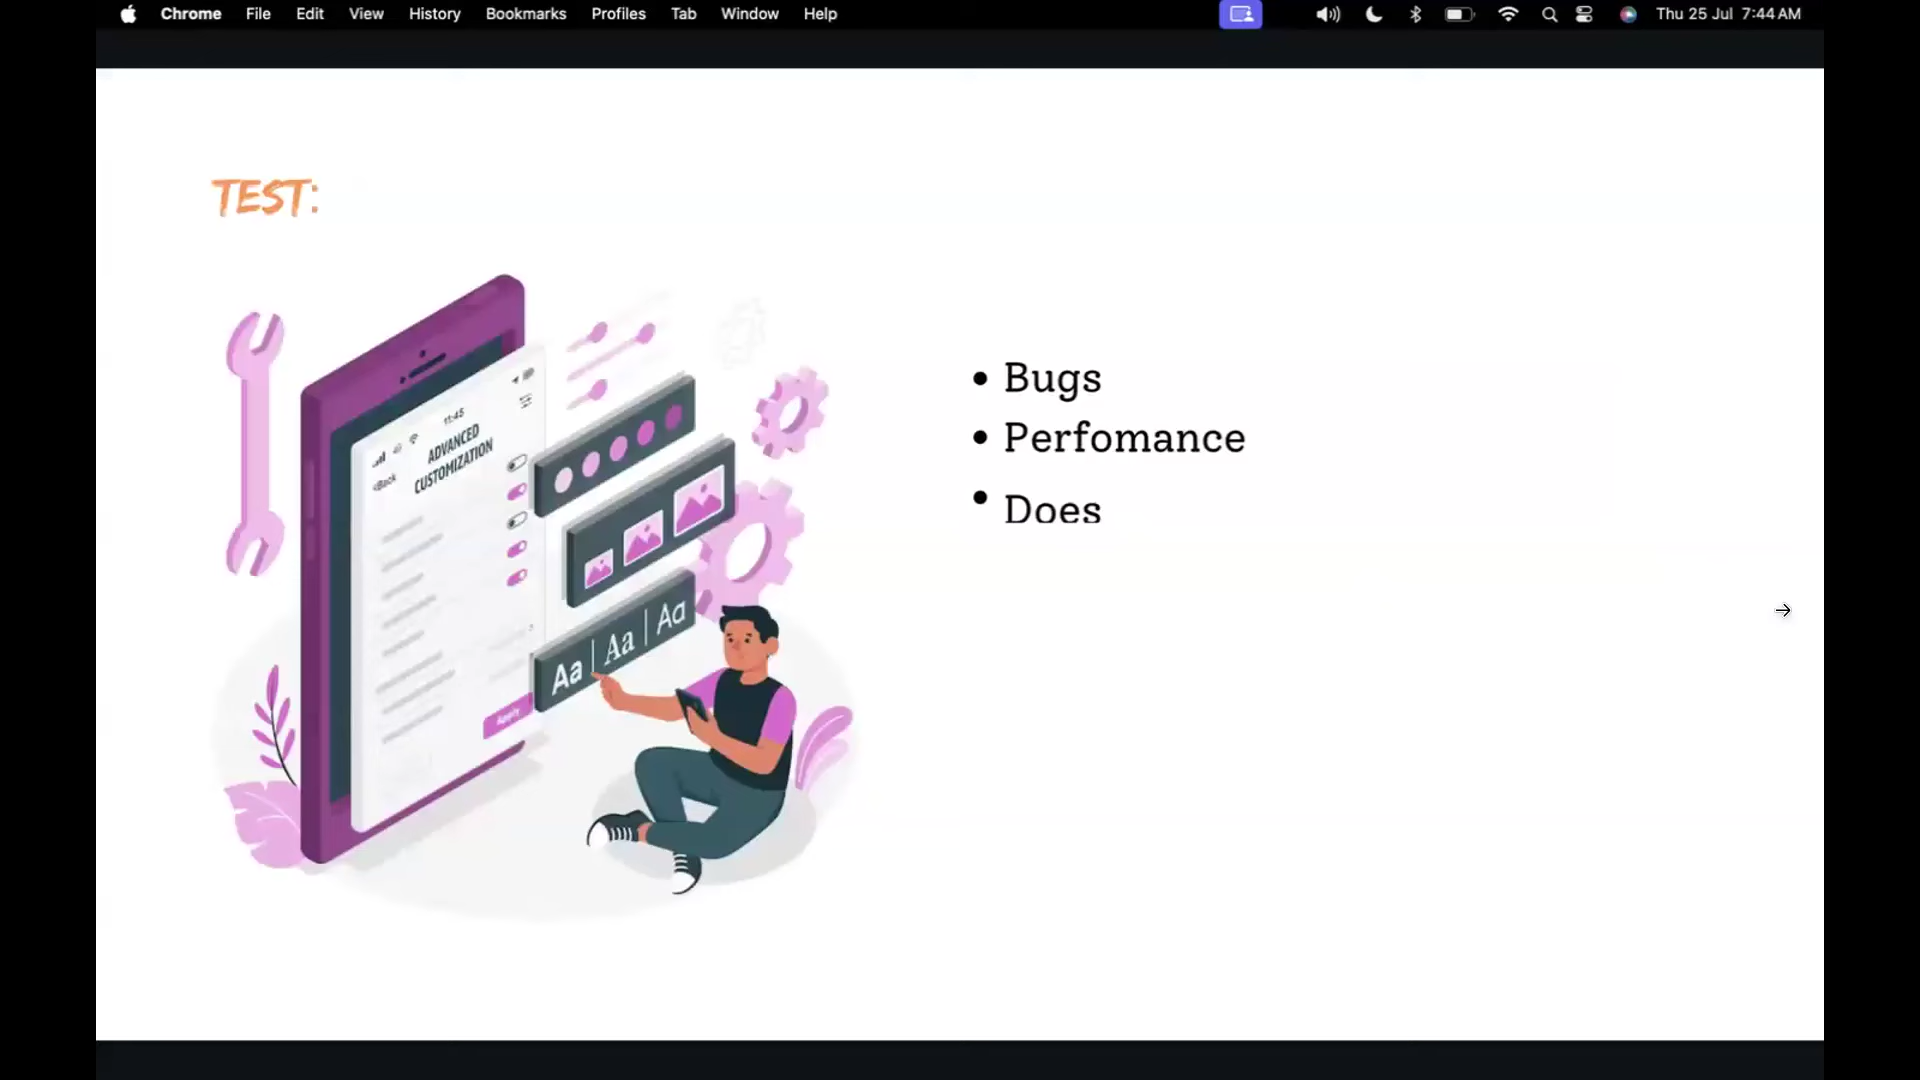 Chrome File Edit View History Bookmarks Profiles Tab Window Help Thu 25 Jul 7:44 AM
TEST:
• Bugs
• Perfomance
• Does
11:45
<Back
ADVANCED
CUSTOMIZATION
Aa | Aa | Aa
Apply